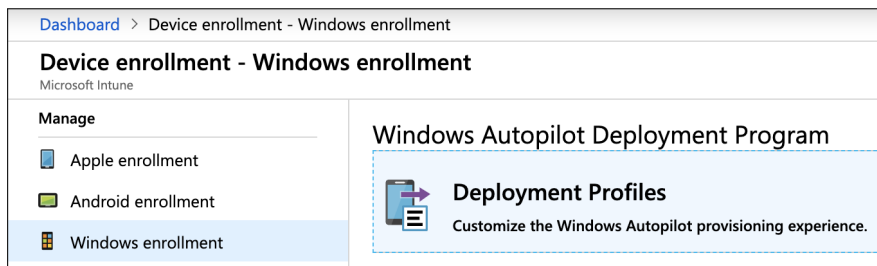 Dashboard > Device enrollment - Windows enrollment
Device enrollment - Windows enrollment
Microsoft Intune
Manage
Apple enrollment
Android enrollment
Windows enrollment
Windows Autopilot Deployment Program
Deployment Profiles
Customize the Windows Autopilot provisioning experience.